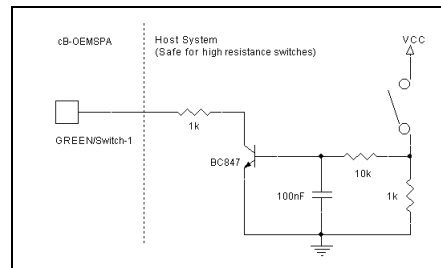 cB-OEMSPA
Host System
(Safe for high resistance switches)
VCC
1k
GREEN/Switch-1
BC847
10k
100nF
1k